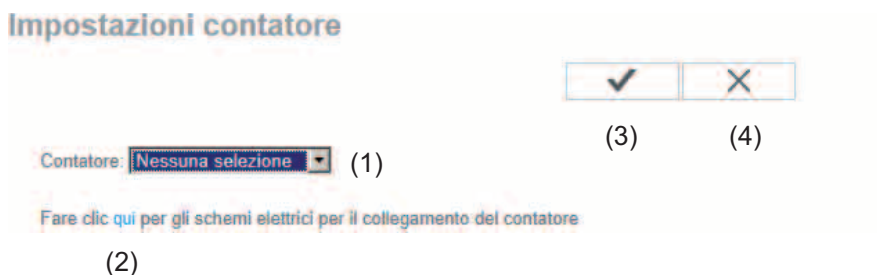 Impostazioni contatore
(3) (4)
Contatore: Nessuna selezione (1)
Fare clic qui per gli schemi elettrici per il collegamento del contatore
(2)